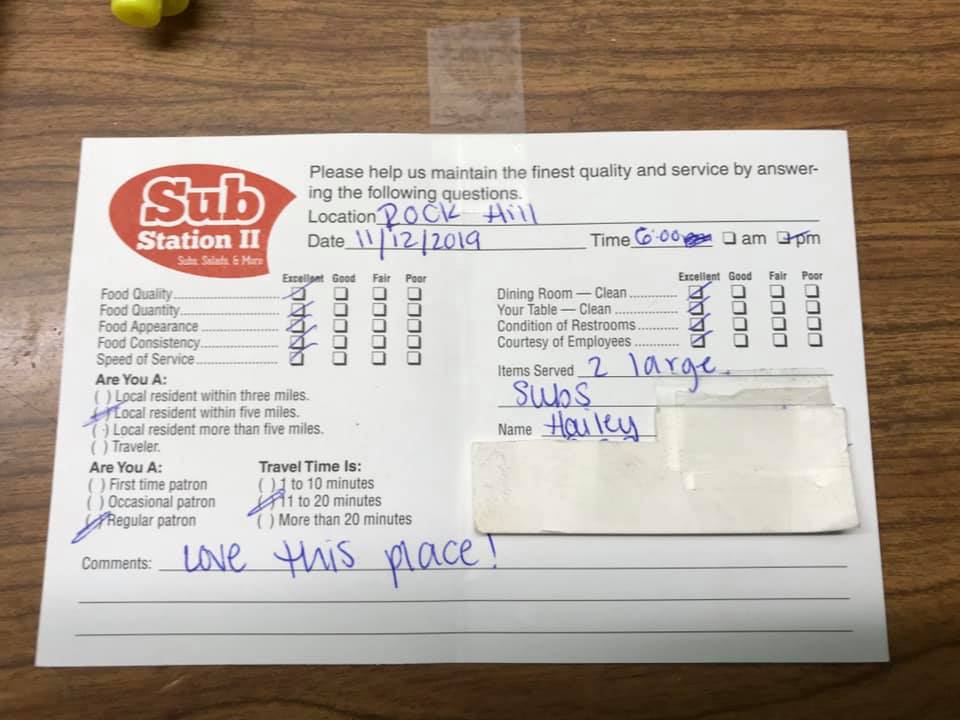 Sub
Station II
Subs, Salads, & More
Please help us maintain the finest quality and service by answer-
ing the following questions.
Location Rock Hill
Date 11/12/2019 Time 6:00 am pm
Excellent Good Fair Poor
Food Quality
Food Quantity
Food Appearance
Food Consistency
Speed of Service
Excellent Good Fair Poor
Dining Room — Clean
Your Table — Clean
Condition of Restrooms
Courtesy of Employees
Items Served 2 large
subs
Name Hailey
Are You A:
( ) Local resident within three miles.
( ) Local resident within five miles.
( ) Local resident more than five miles.
( ) Traveler.
Are You A:
( ) First time patron
( ) Occasional patron
( ) Regular patron
Travel Time Is:
( ) 1 to 10 minutes
( ) 11 to 20 minutes
( ) More than 20 minutes
Comments: Love this place!